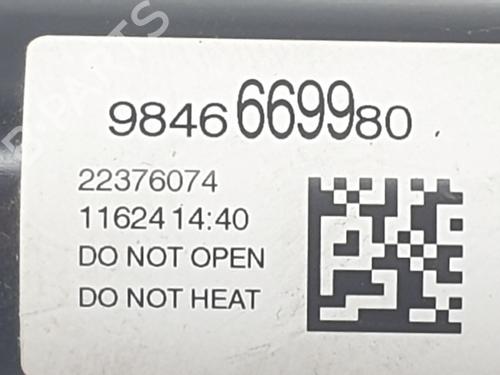 9846669980
22376074
11624 14:40
DO NOT OPEN
DO NOT HEAT